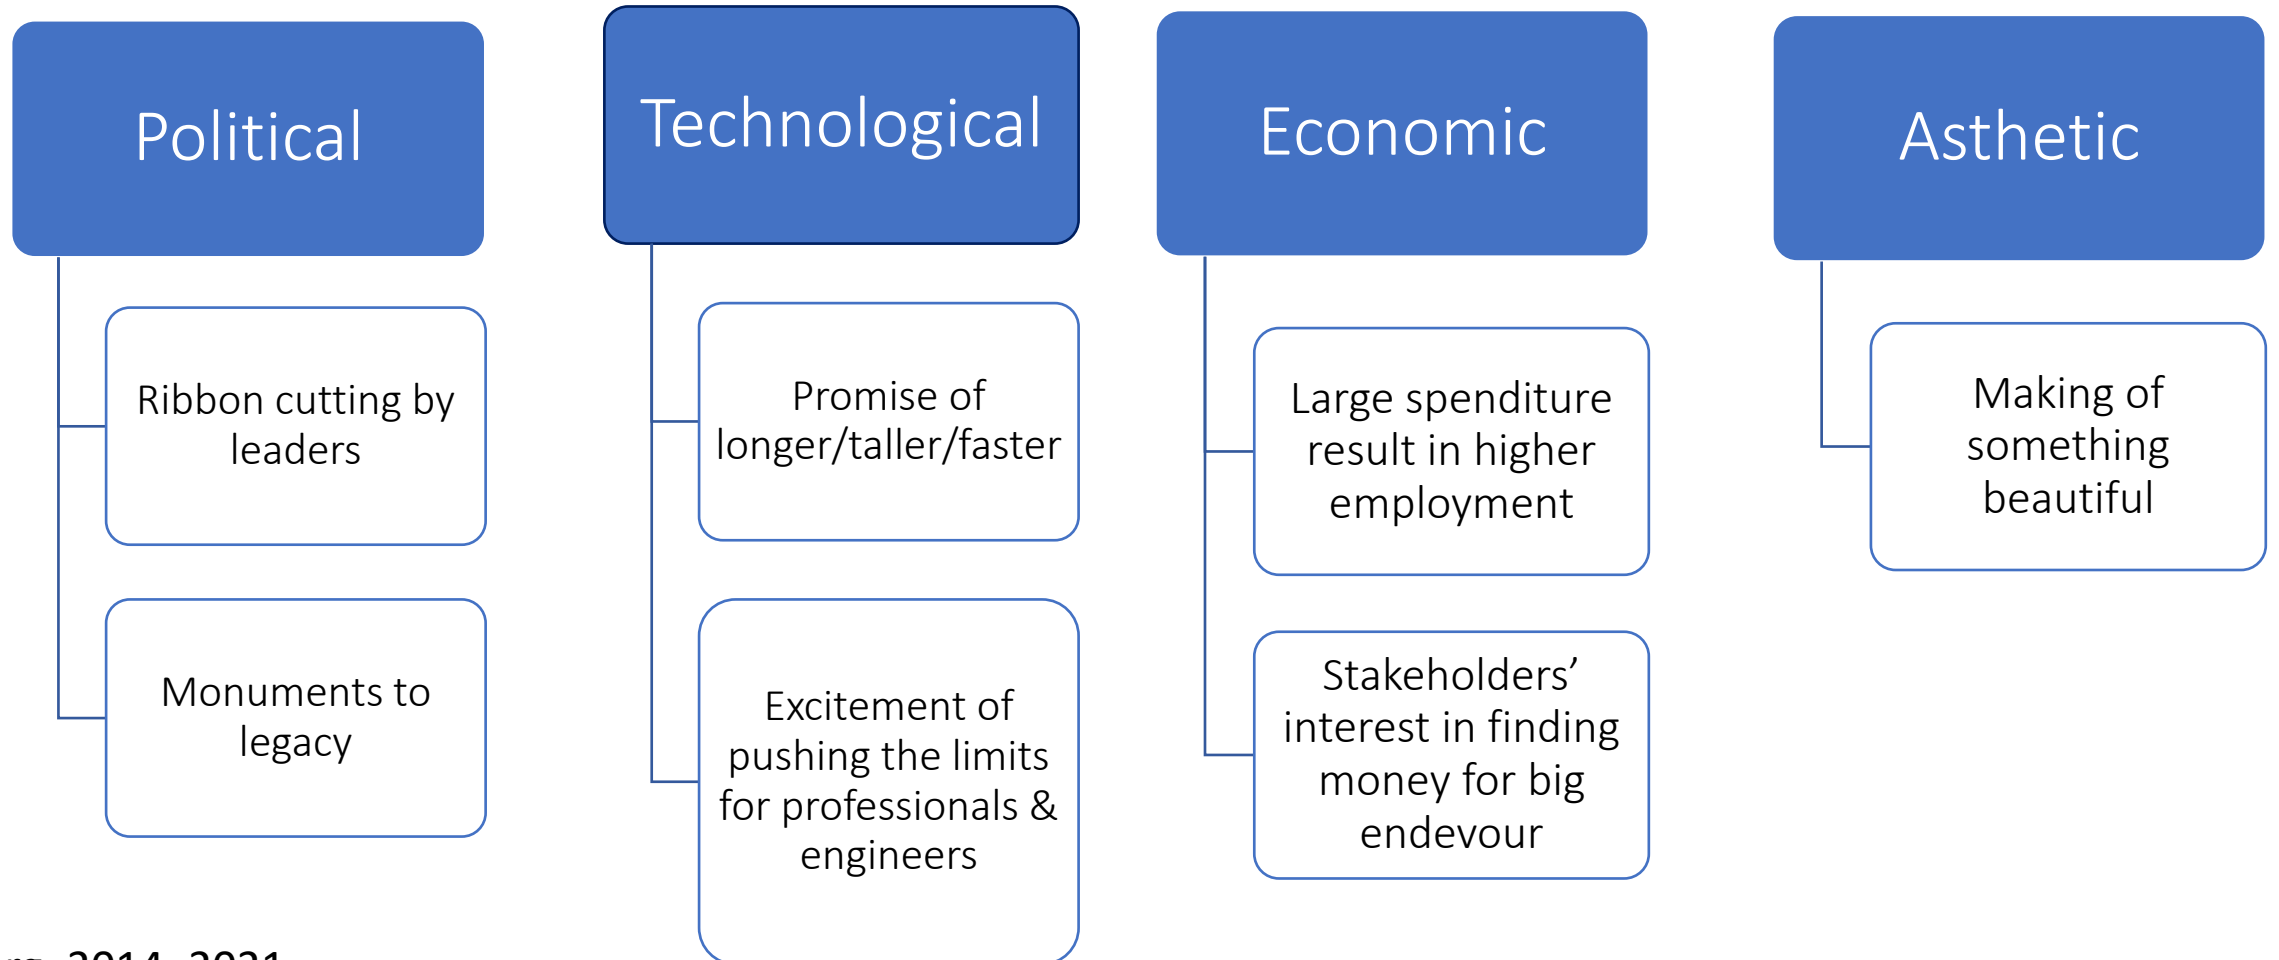 Political
Ribbon cutting by
leaders
Monuments to
legacy
Technological
Promise of
longer/taller/faster
Excitement of
pushing the limits
for professionals &
engineers
Economic
Large spenditure
result in higher
employment
Stakeholders’
interest in finding
money for big
endevour
Asthetic
Making of
something
beautiful
2014, 2021